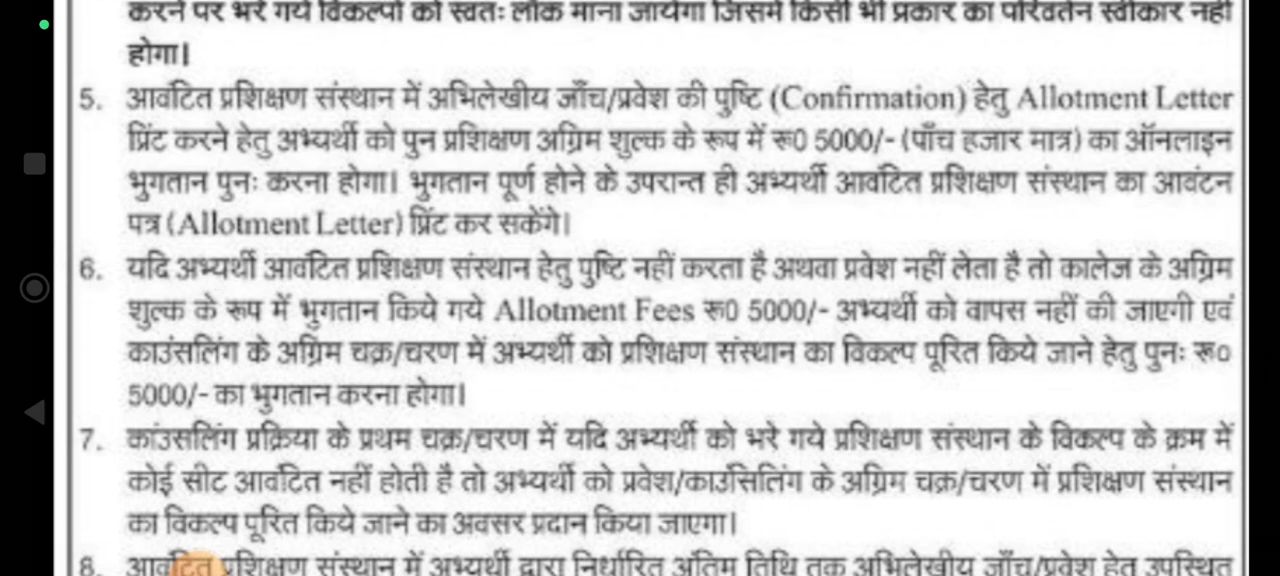 करने पर भरे गये विकल्पों को स्वतः लॉक माना जायेगा जिसमें किसी भी प्रकार का परिवर्तन स्वीकार नहीं
होगा।
5. आवंटित प्रशिक्षण संस्थान में अभिलेखीय जाँच/प्रवेश की पुष्टि (Confirmation) हेतु Allotment Letter
प्रिंट करने हेतु अभ्यर्थी को पुन प्रशिक्षण अग्रिम शुल्क के रूप में रू0 5000/- (पाँच हजार मात्र) का ऑनलाइन
भुगतान पुनः करना होगा। भुगतान पूर्ण होने के उपरान्त ही अभ्यर्थी आवंटित प्रशिक्षण संस्थान का आवंटन
पत्र (Allotment Letter) प्रिंट कर सकेंगे।
6. यदि अभ्यर्थी आवंटित प्रशिक्षण संस्थान हेतु पुष्टि नहीं करता है अथवा प्रवेश नहीं लेता है तो कालेज के अग्रिम
शुल्क के रूप में भुगतान किये गये Allotment Fees रू0 5000/- अभ्यर्थी को वापस नहीं की जाएगी एवं
काउंसलिंग के अग्रिम चक्र/चरण में अभ्यर्थी को प्रशिक्षण संस्थान का विकल्प पूरित किये जाने हेतु पुनः रू०
5000/- का भुगतान करना होगा।
7. कांउसलिंग प्रक्रिया के प्रथम चक्र/चरण में यदि अभ्यर्थी को भरे गये प्रशिक्षण संस्थान के विकल्प के क्रम में
कोई सीट आवंटित नहीं होती है तो अभ्यर्थी को प्रवेश/काउंसिलिंग के अग्रिम चक्र/चरण में प्रशिक्षण संस्थान
का विकल्प पूरित किये जाने का अवसर प्रदान किया जाएगा।
8. आवंटित प्रशिक्षण संस्थान में अभ्यर्थी द्वारा निर्धारित अंतिम तिथि तक अभिलेखीय जाँच/प्रवेश हेतु उपस्थित